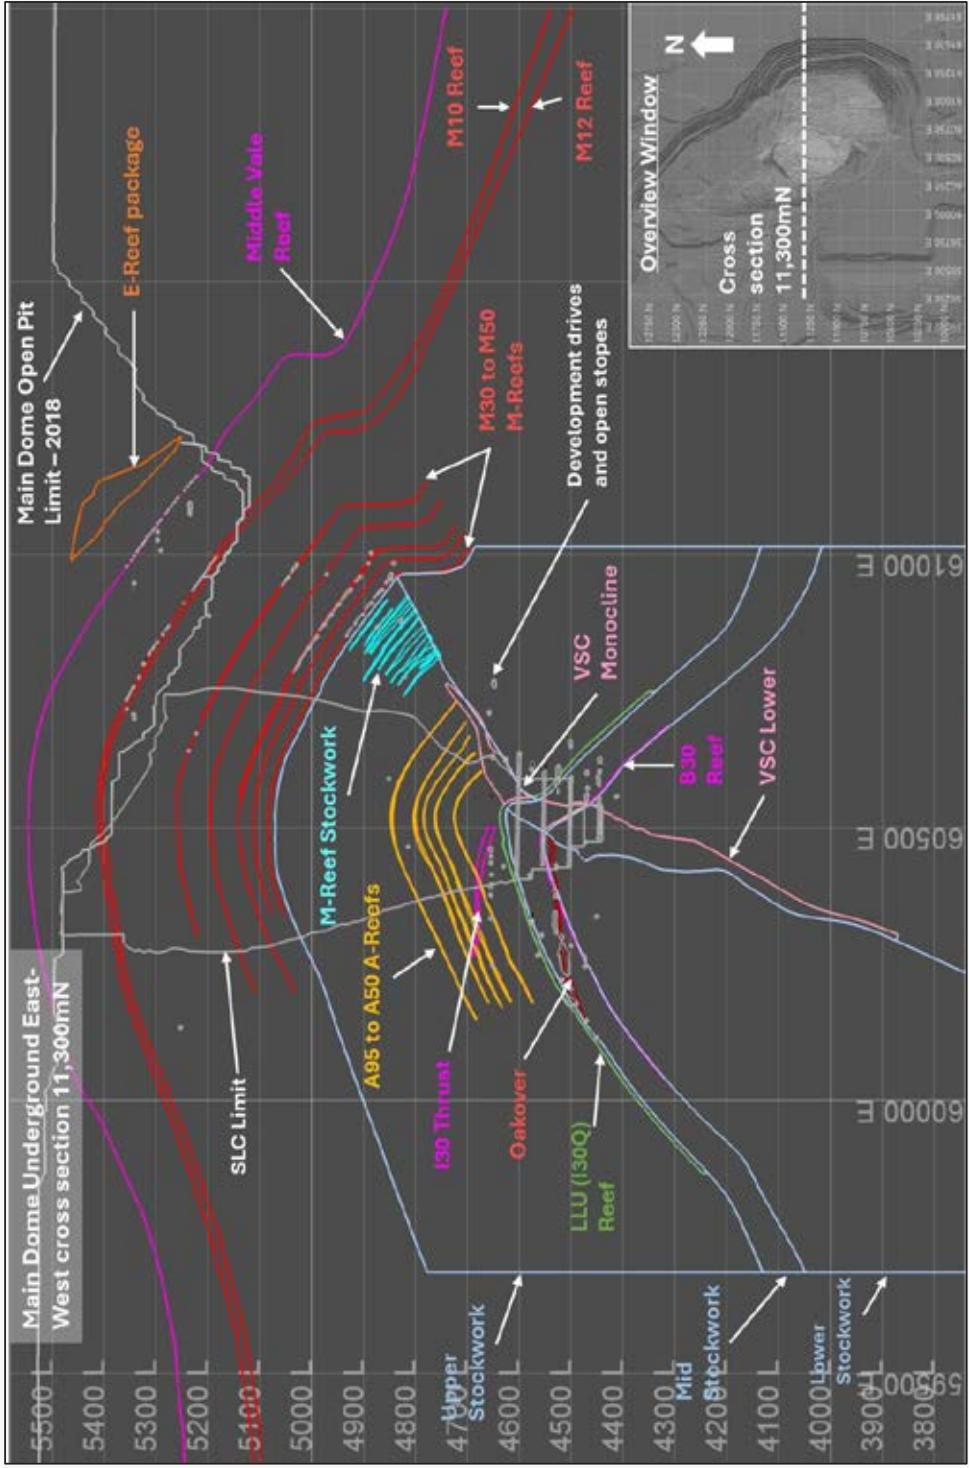 Main Dome Underground East-
West cross section 11,300mN
Main Dome Open Pit
Limit – 2018
E-Reef package
Middle Vale
Reef
M10 Reef
M12 Reef
SLC Limit
M-Reef Stockwork
M30 to M50
M-Reefs
A95 to A50 A-Reefs
I30 Thrust
Oakover
LLU (I30Q)
Reef
Development drives
and open stopes
VSC
Monocline
B30
Reef
VSC Lower
Upper
Stockwork
Mid
Stockwork
Lower
Stockwork
5500
5400
5300
5200
5100
5000
4900
4800
4700
4600
4500
4400
4300
4200
4100
4000
3900
3800
59500 E
60000 E
60500 E
61000 E
Overview Window
N
Cross
section
11,300mN